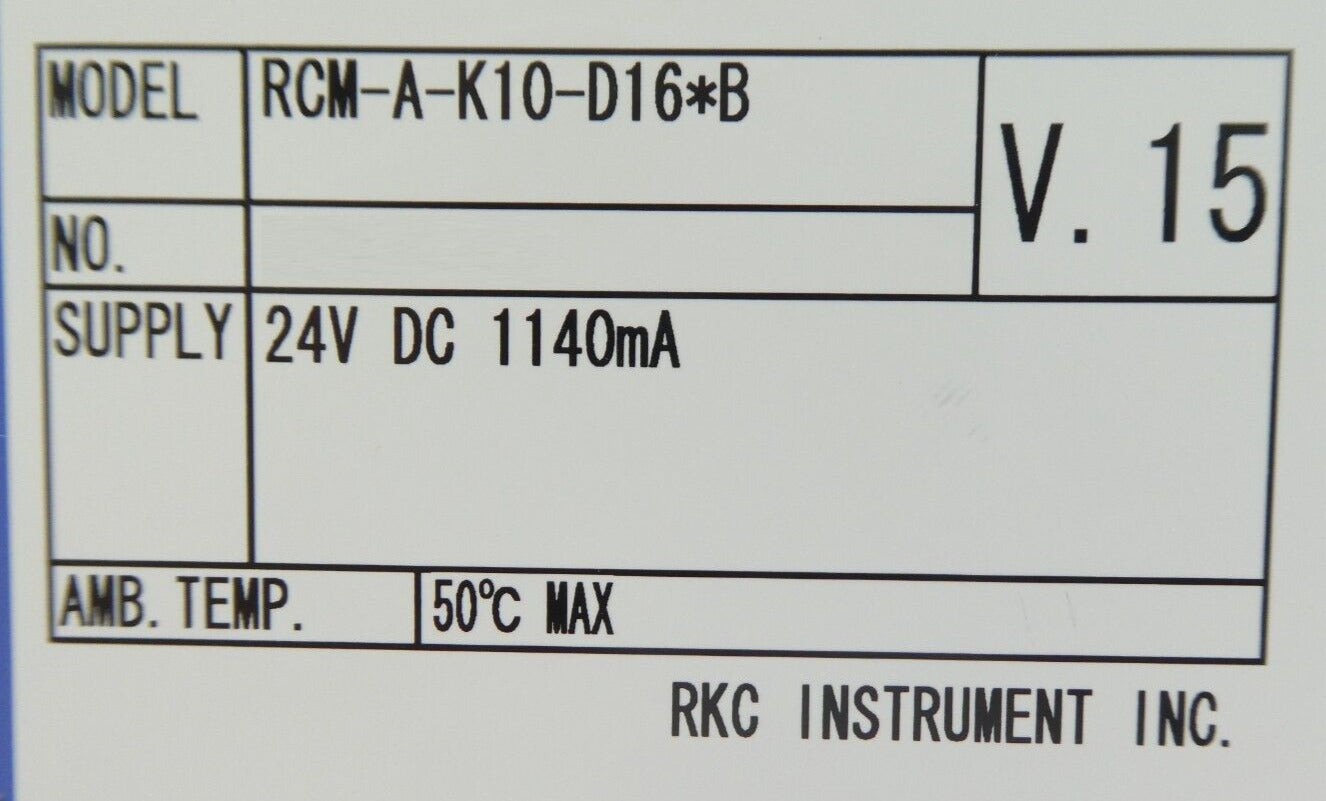 MODEL RCM-A-K10-D16*B
V. 15
NO.
SUPPLY 24V DC 1140mA
AMB. TEMP. 50℃ MAX
RKC INSTRUMENT INC.